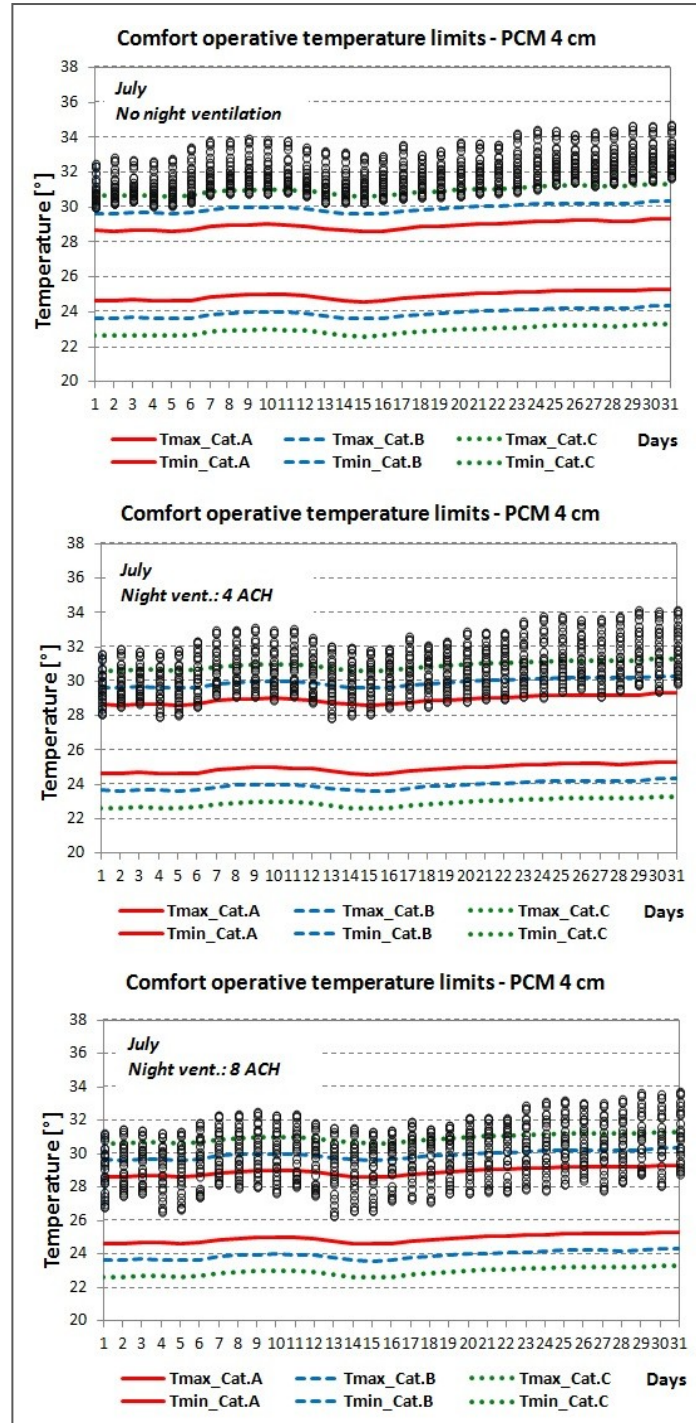 Comfort operative temperature limits - PCM 4 cm
38
36
34
32
30
28
26
24
22
20
Temperature [°]
July
No night ventilation
1 2 3 4 5 6 7 8 9 10 11 12 13 14 15 16 17 18 19 20 21 22 23 24 25 26 27 28 29 30 31
Tmax_Cat.A Tmax_Cat.B Tmax_Cat.C Days
Tmin_Cat.A Tmin_Cat.B Tmin_Cat.C
Comfort operative temperature limits - PCM 4 cm
38
36
34
32
30
28
26
24
22
20
Temperature [°]
July
Night vent.: 4 ACH
1 2 3 4 5 6 7 8 9 10 11 12 13 14 15 16 17 18 19 20 21 22 23 24 25 26 27 28 29 30 31
Tmax_Cat.A Tmax_Cat.B Tmax_Cat.C Days
Tmin_Cat.A Tmin_Cat.B Tmin_Cat.C
Comfort operative temperature limits - PCM 4 cm
38
36
34
32
30
28
26
24
22
20
Temperature [°]
July
Night vent.: 8 ACH
1 2 3 4 5 6 7 8 9 10 11 12 13 14 15 16 17 18 19 20 21 22 23 24 25 26 27 28 29 30 31
Tmax_Cat.A Tmax_Cat.B Tmax_Cat.C Days
Tmin_Cat.A Tmin_Cat.B Tmin_Cat.C